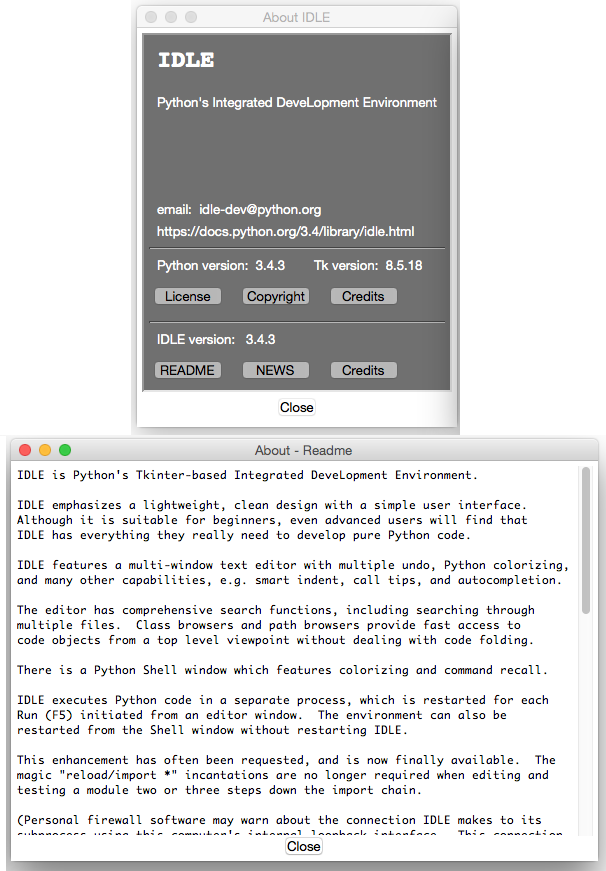 About IDLE
IDLE
Python's Integrated DeveLopment Environment
email:  idle-dev@python.org
https://docs.python.org/3.4/library/idle.html
Python version:  3.4.3        Tk version:  8.5.18
License        Copyright        Credits
IDLE version:   3.4.3
README        NEWS        Credits
Close
About - Readme
IDLE is Python's Tkinter-based Integrated DeveLopment Environment.
IDLE emphasizes a lightweight, clean design with a simple user interface.
Although it is suitable for beginners, even advanced users will find that
IDLE has everything they really need to develop pure Python code.
IDLE features a multi-window text editor with multiple undo, Python colorizing,
and many other capabilities, e.g. smart indent, call tips, and autocompletion.
The editor has comprehensive search functions, including searching through
multiple files.  Class browsers and path browsers provide fast access to
code objects from a top level viewpoint without dealing with code folding.
There is a Python Shell window which features colorizing and command recall.
IDLE executes Python code in a separate process, which is restarted for each
Run (F5) initiated from an editor window.  The environment can also be
restarted from the Shell window without restarting IDLE.
This enhancement has often been requested, and is now finally available.  The
magic "reload/import *" incantations are no longer required when editing and
testing a module two or three steps down the import chain.
(Personal firewall software may warn about the connection IDLE makes to its
subprocess using this computer's internal loopback interface.  This connection
Close